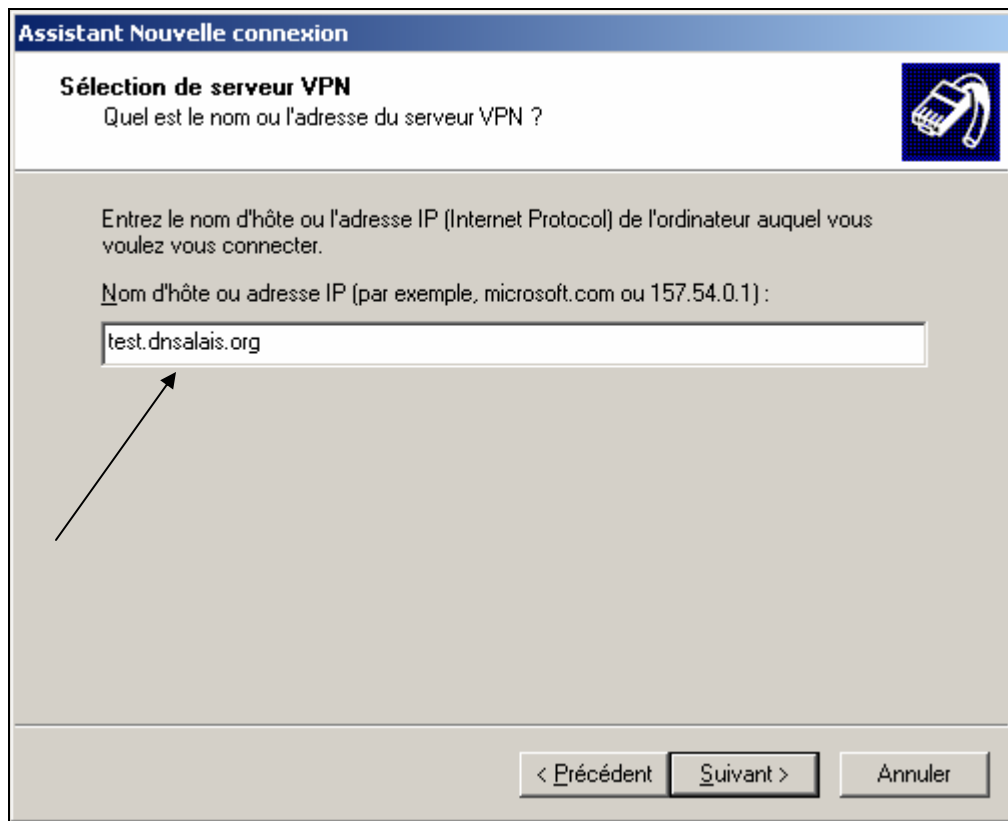 Assistant Nouvelle connexion
Sélection de serveur VPN
Quel est le nom ou l'adresse du serveur VPN ?
Entrez le nom d'hôte ou l'adresse IP (Internet Protocol) de l'ordinateur auquel vous
voulez vous connecter.
Nom d'hôte ou adresse IP (par exemple, microsoft.com ou 157.54.0.1) :
test.dnsalais.org
< Précédent
Suivant >
Annuler